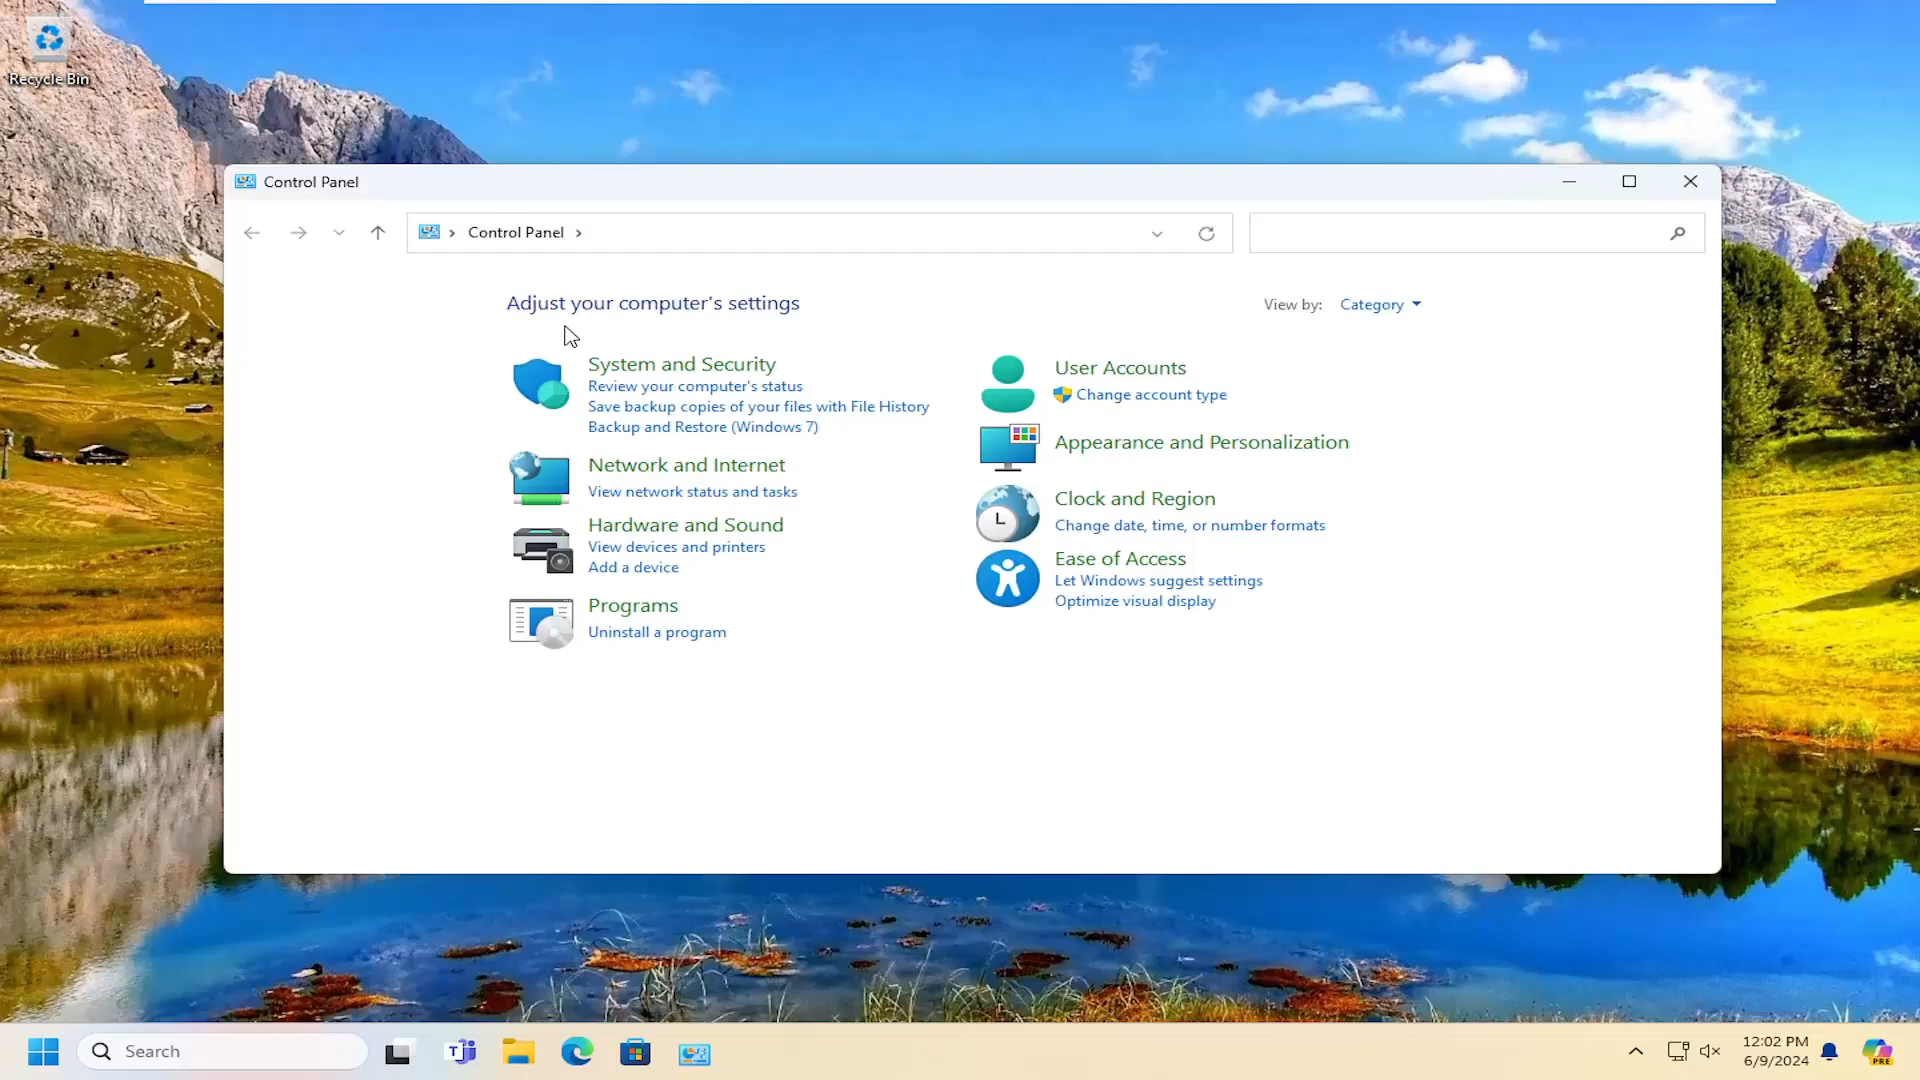 Recycle Bin
Control Panel
Control Panel
Adjust your computer's settings
View by: Category
System and Security
Review your computer's status
Save backup copies of your files with File History
Backup and Restore (Windows 7)
Network and Internet
View network status and tasks
Hardware and Sound
View devices and printers
Add a device
Programs
Uninstall a program
User Accounts
Change account type
Appearance and Personalization
Clock and Region
Change date, time, or number formats
Ease of Access
Let Windows suggest settings
Optimize visual display
Search
12:02 PM
6/9/2024
PRE